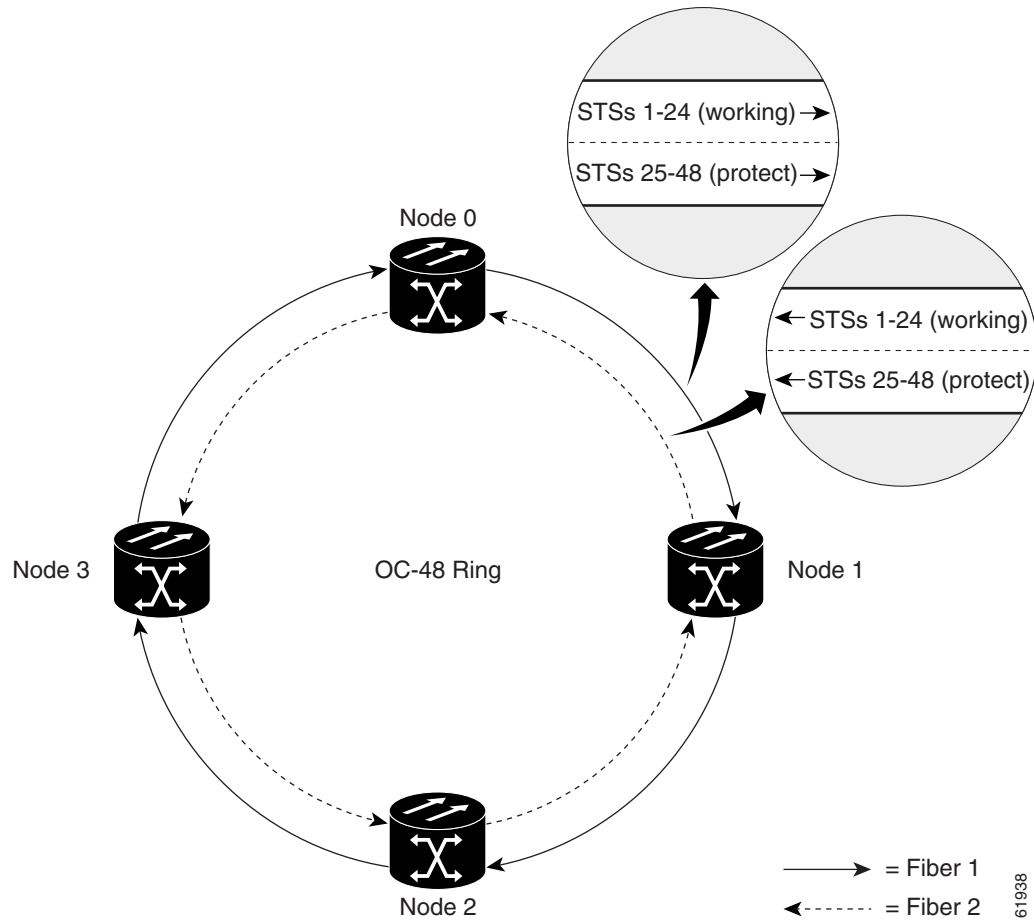 STSs 1-24 (working)
STSs 25-48 (protect)
Node 0
STSs 1-24 (working)
STSs 25-48 (protect)
Node 3
OC-48 Ring
Node 1
= Fiber 1
Node 2
= Fiber 2
61938